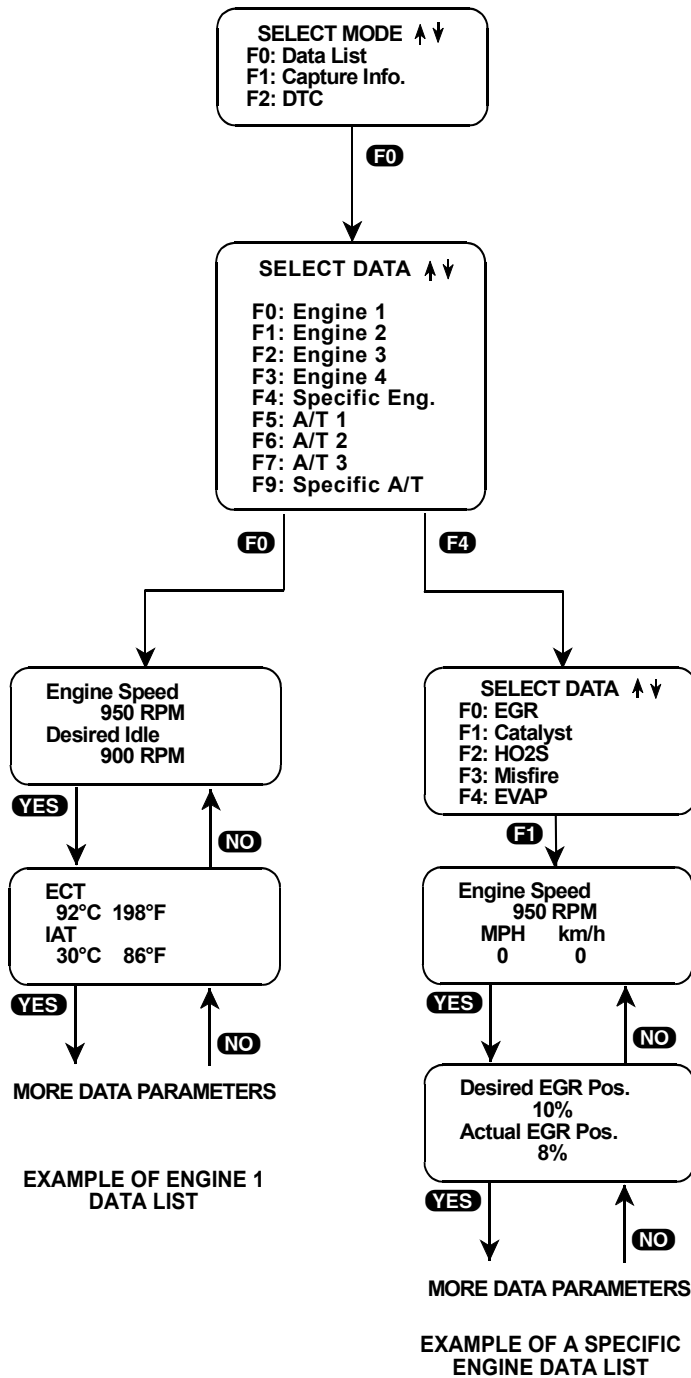 SELECT MODE
F0: Data List
F1: Capture Info.
F2: DTC
F0
SELECT DATA
F0: Engine 1
F1: Engine 2
F2: Engine 3
F3: Engine 4
F4: Specific Eng.
F5: A/T 1
F6: A/T 2
F7: A/T 3
F9: Specific A/T
F0
F4
Engine Speed
950 RPM
Desired Idle
900 RPM
YES
NO
ECT
92°C 198°F
IAT
30°C 86°F
YES
NO
MORE DATA PARAMETERS
EXAMPLE OF ENGINE 1
DATA LIST
SELECT DATA
F0: EGR
F1: Catalyst
F2: HO2S
F3: Misfire
F4: EVAP
F1
Engine Speed
950 RPM
MPH km/h
0 0
YES
NO
Desired EGR Pos.
10%
Actual EGR Pos.
8%
YES
NO
MORE DATA PARAMETERS
EXAMPLE OF A SPECIFIC
ENGINE DATA LIST